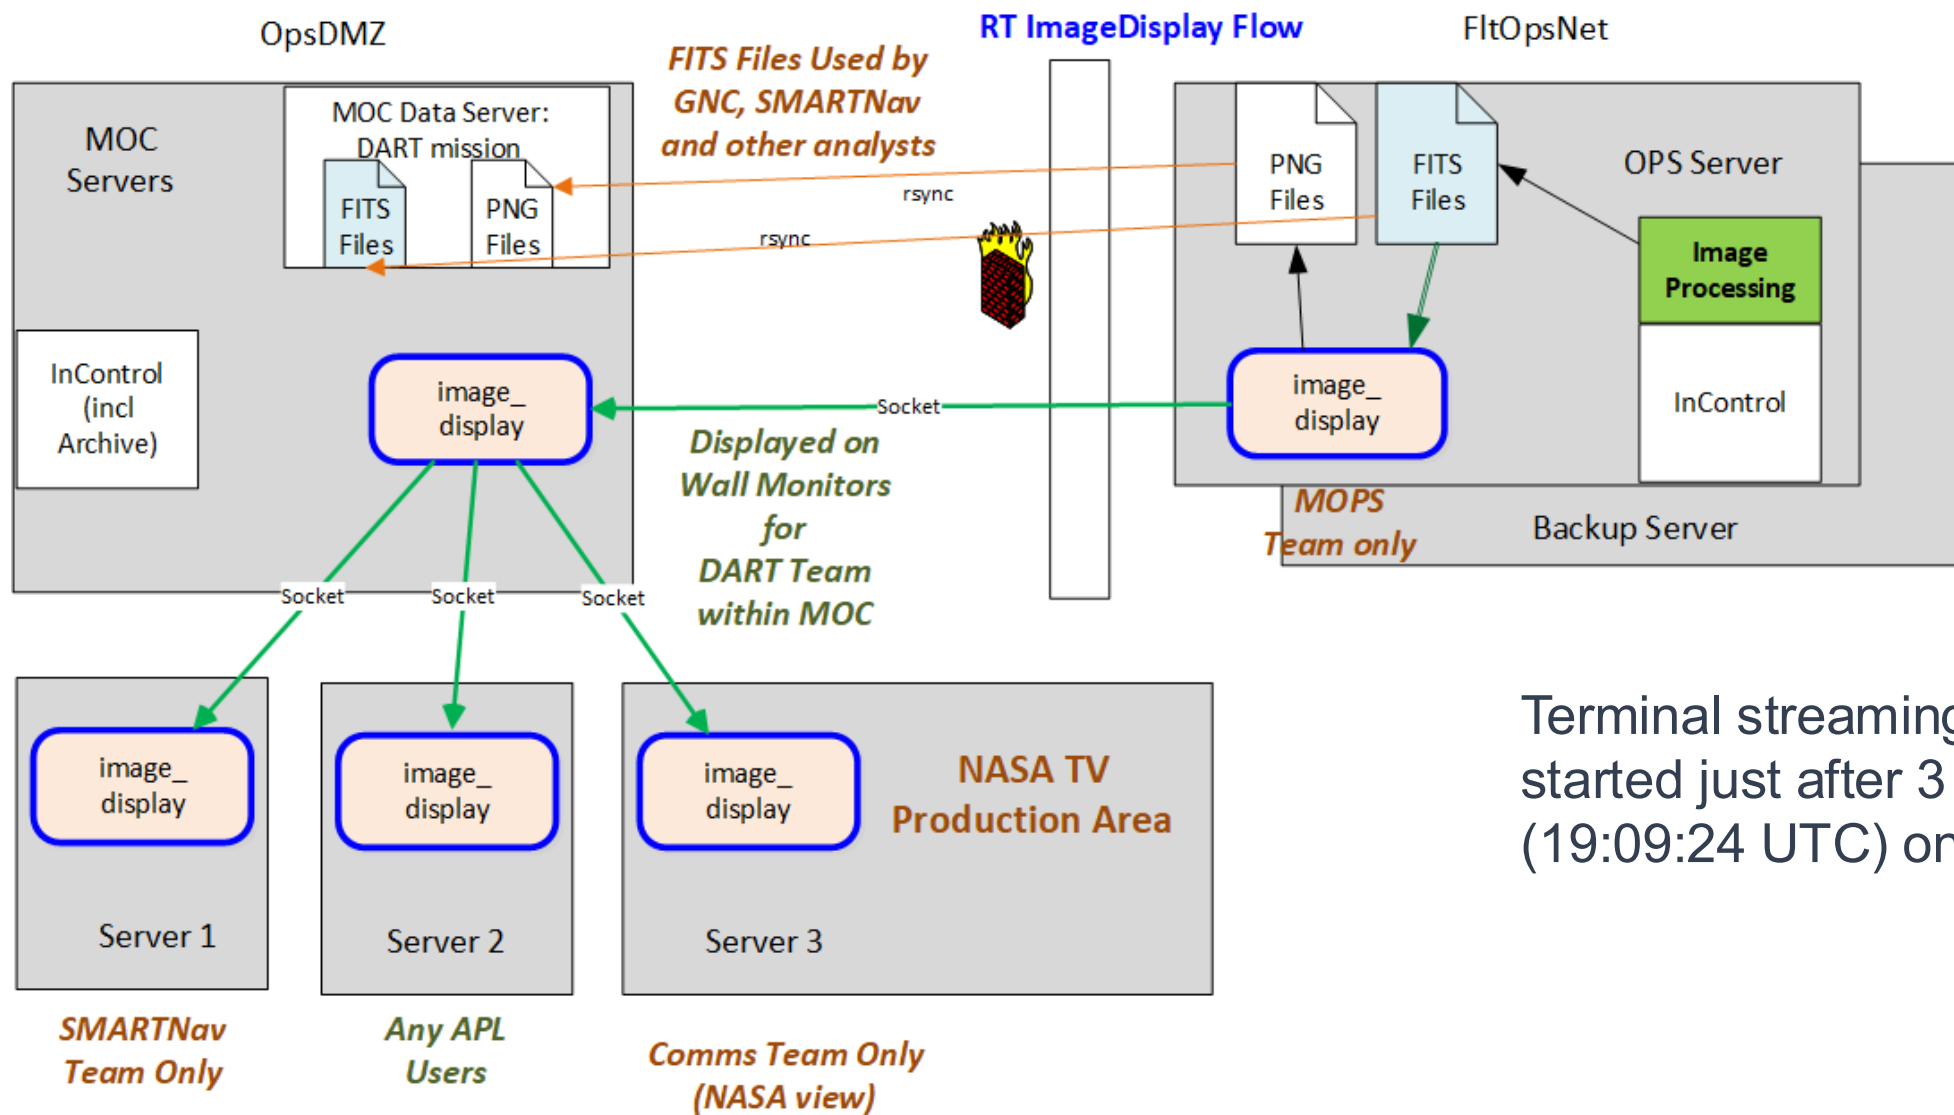 OpsDMZ
RT ImageDisplay Flow
FltOpsNet
FITS Files Used by
GNC, SMARTNav
and other analysts
MOC
Servers
MOC Data Server:
DART mission
FITS
Files
PNG
Files
rsync
rsync
PNG
Files
FITS
Files
OPS Server
Image
Processing
InControl
InControl
(incl
Archive)
image_
display
Socket
image_
display
Displayed on
Wall Monitors
for
DART Team
within MOC
MOPS
Team only
Backup Server
Socket
Socket
Socket
image_
display
Server 1
image_
display
Server 2
image_
display
Server 3
NASA TV
Production Area
SMARTNav
Team Only
Any APL
Users
Comms Team Only
(NASA view)
Terminal streaming
started just after 3
(19:09:24 UTC) on